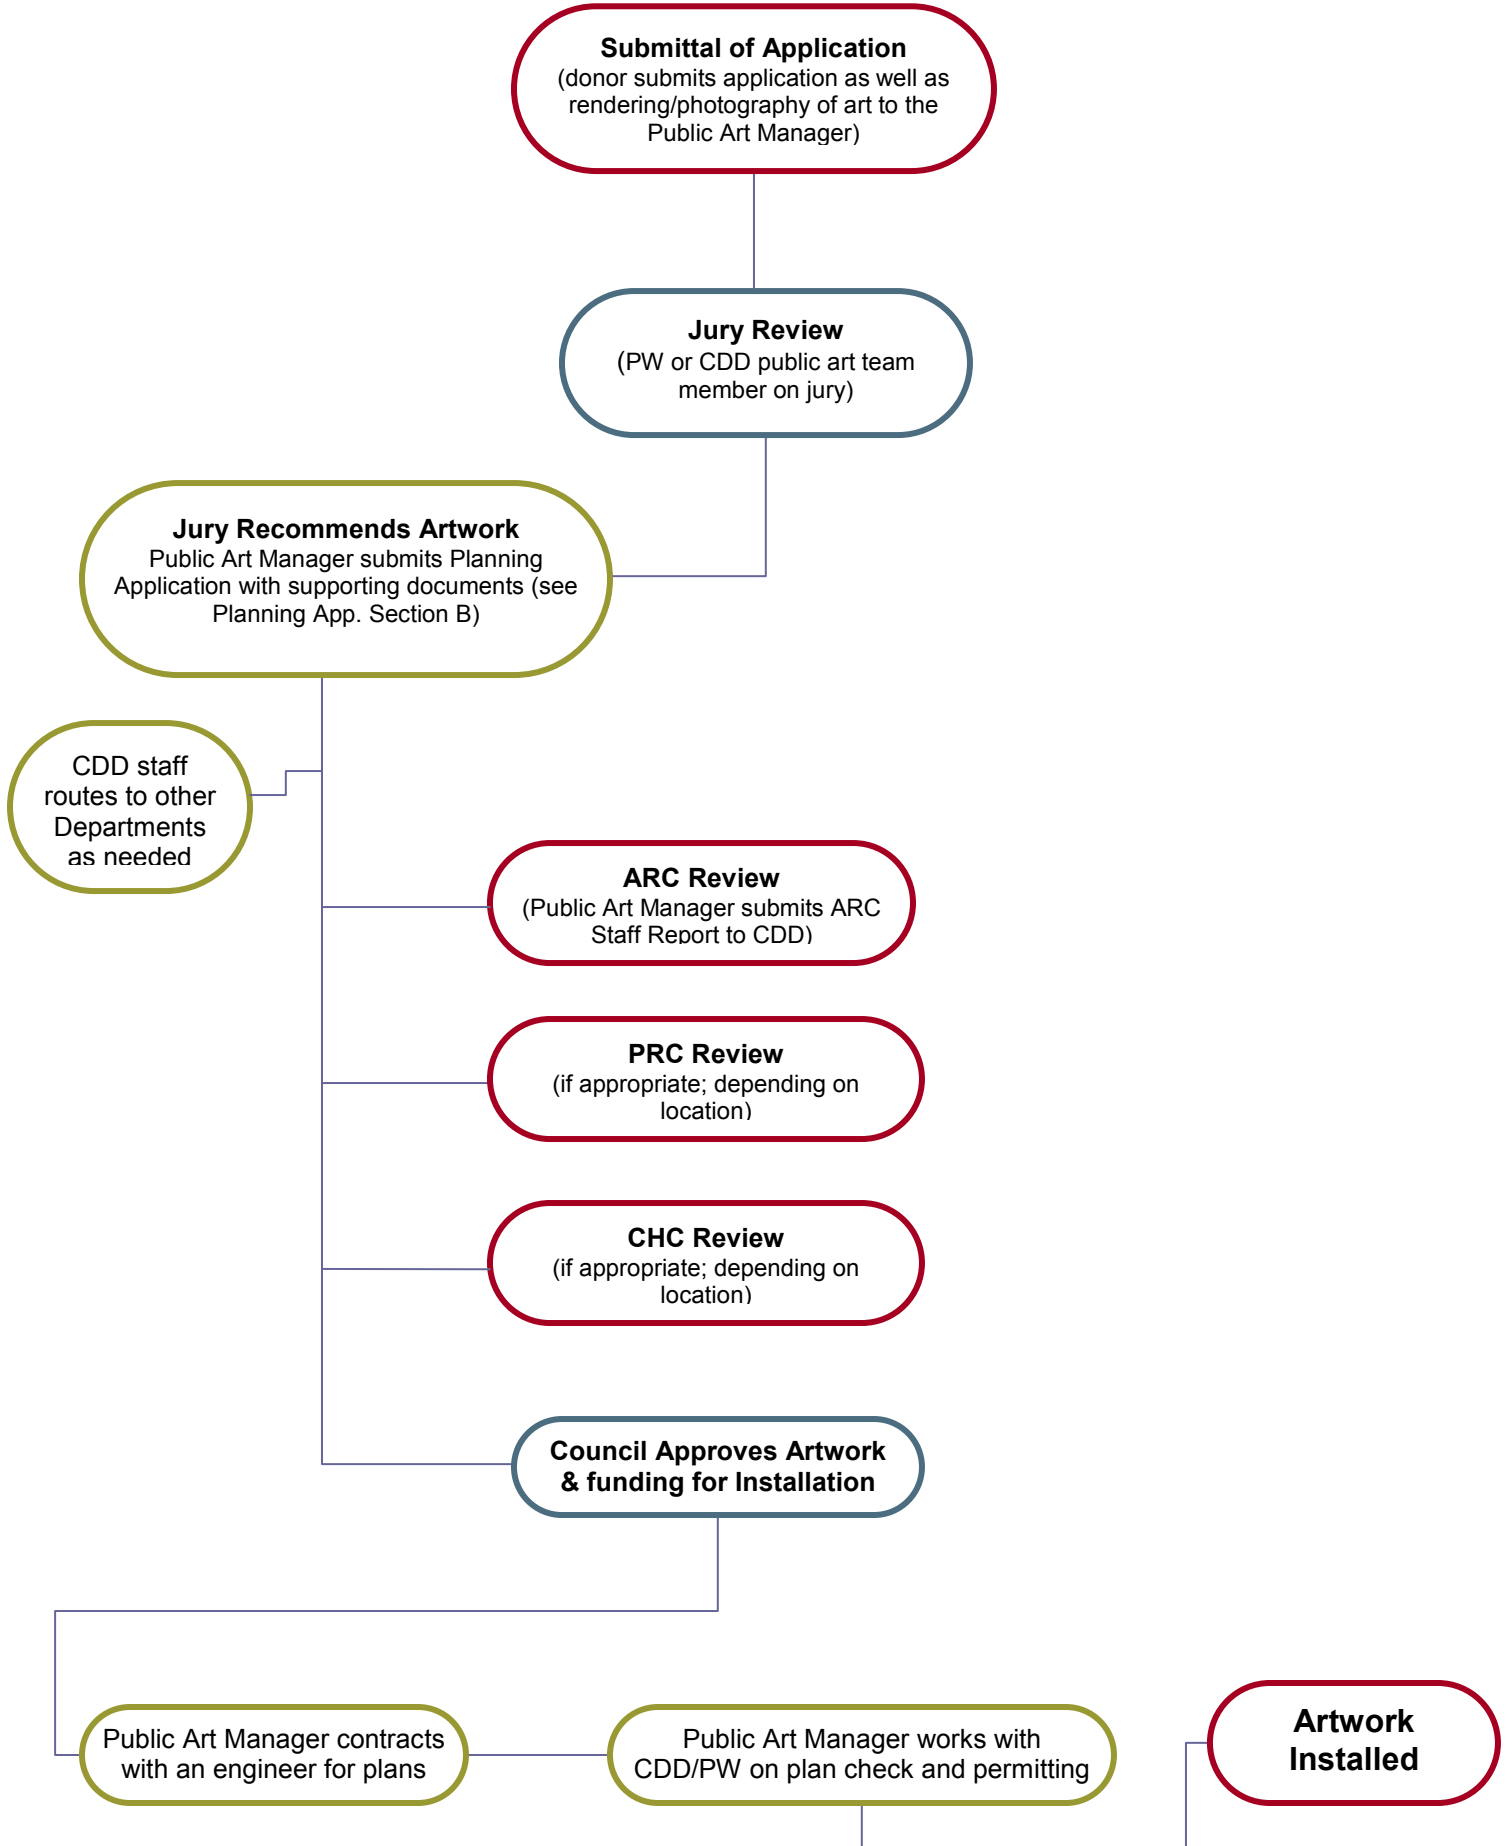 Submittal of Application
(donor submits application as well as
rendering/photography of art to the
Public Art Manager)
Jury Review
(PW or CDD public art team
member on jury)
Jury Recommends Artwork
Public Art Manager submits Planning
Application with supporting documents (see
Planning App. Section B)
CDD staff
routes to other
Departments
as needed
ARC Review
(Public Art Manager submits ARC
Staff Report to CDD)
PRC Review
(if appropriate; depending on
location)
CHC Review
(if appropriate; depending on
location)
Council Approves Artwork
& funding for Installation
Public Art Manager contracts
with an engineer for plans
Public Art Manager works with
CDD/PW on plan check and permitting
Artwork
Installed